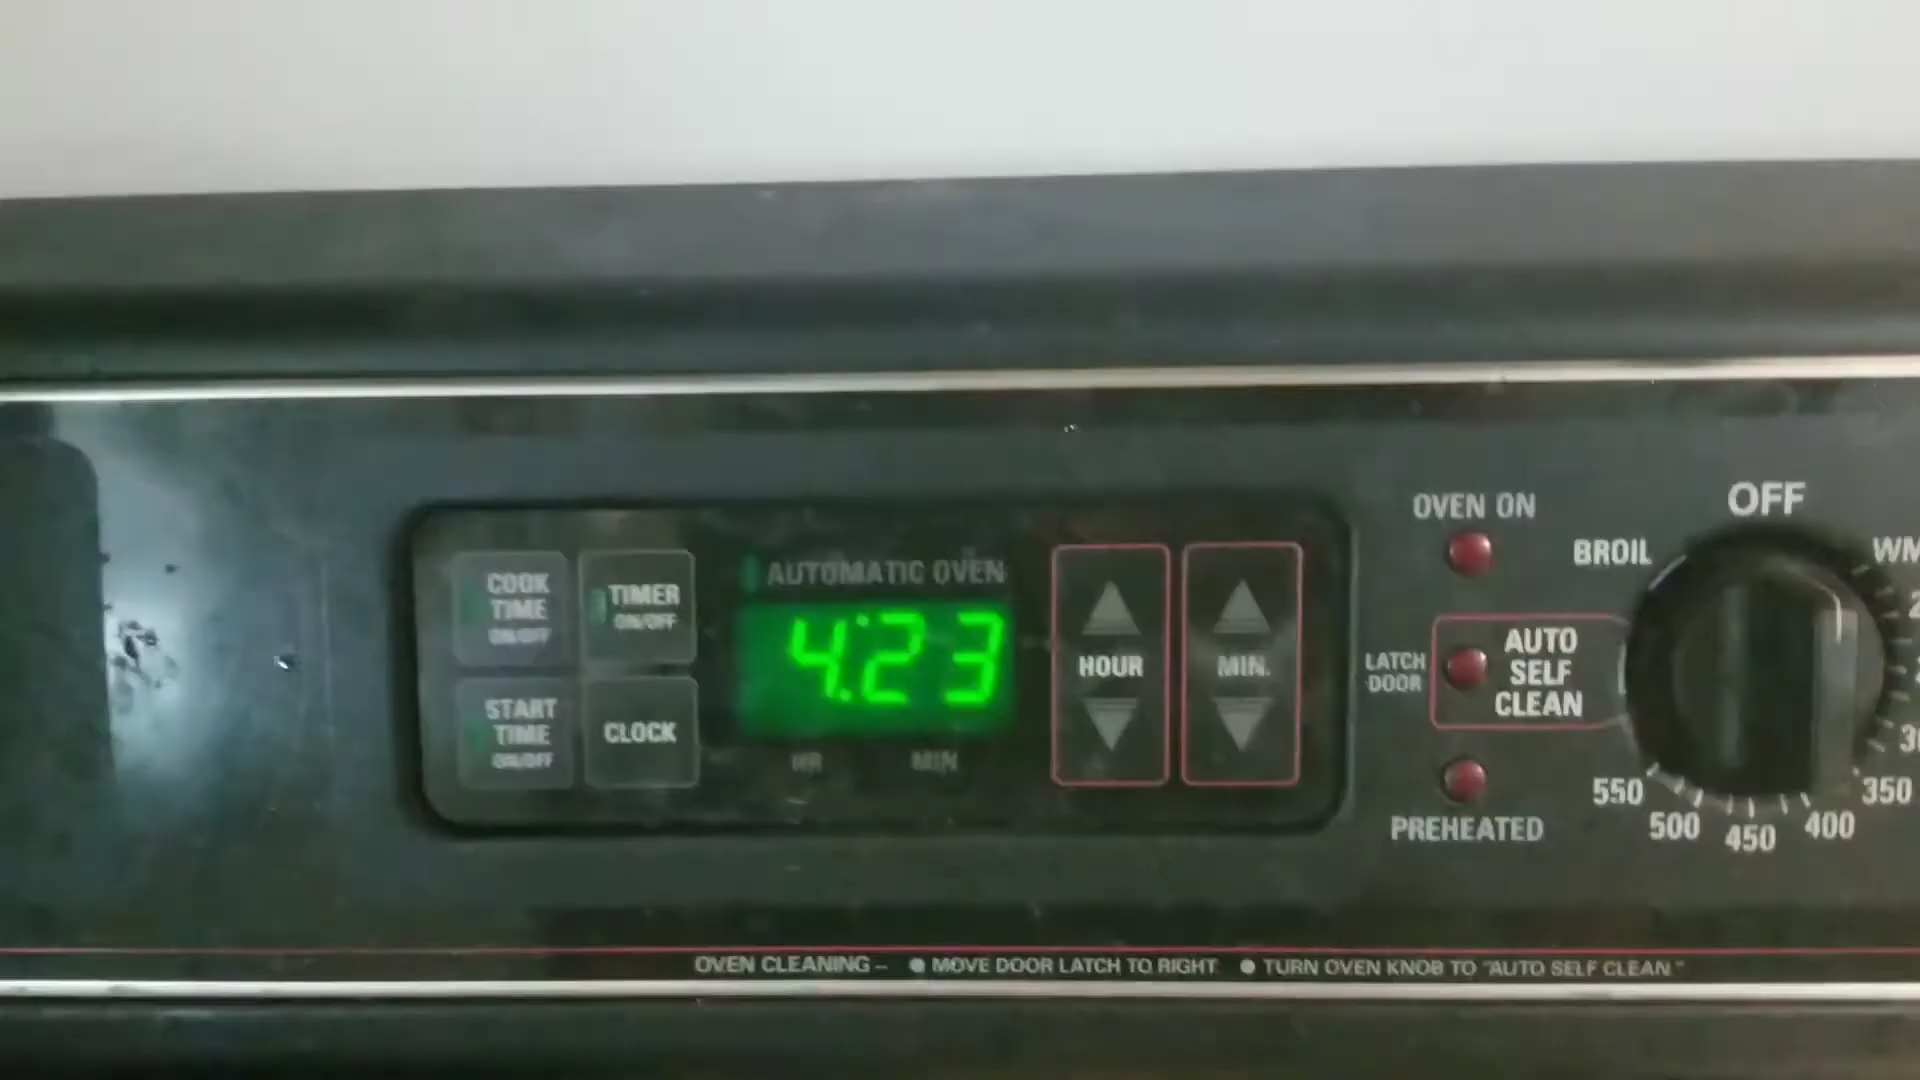 OFF
OVEN ON
BROIL
WM
AUTOMATIC OVEN
COOK
TIME
ON/OFF
TIMER
ON/OFF
4:23
HOUR
MIN.
LATCH
DOOR
AUTO
SELF
CLEAN
START
TIME
ON/OFF
CLOCK
HR
MIN
550
500
450
400
350
PREHEATED
OVEN CLEANING – ● MOVE DOOR LATCH TO RIGHT ● TURN OVEN KNOB TO "AUTO SELF CLEAN."